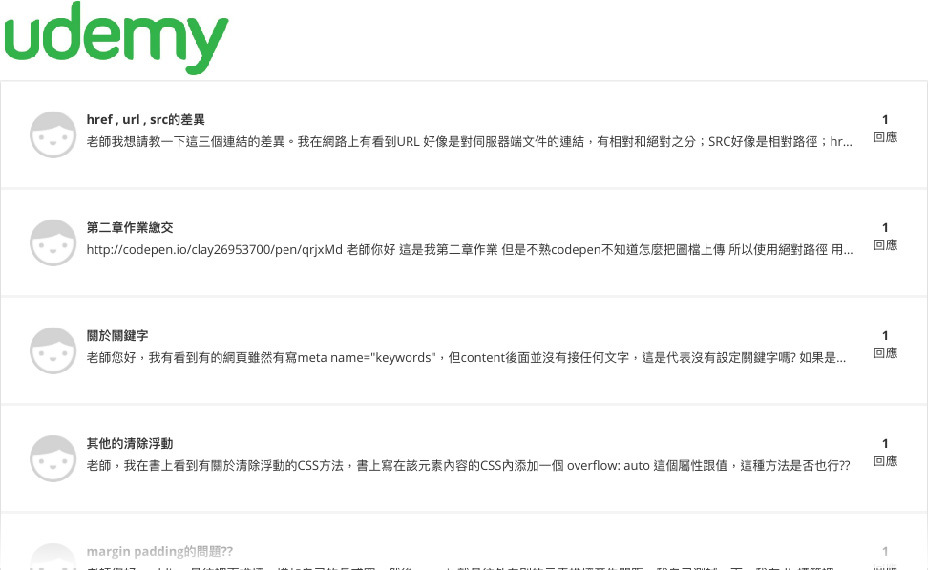 udemy
href , url , src的差異
1
老師我想請教一下這三個連結的差異。我在網路上有看到URL 好像是對伺服器端文件的連結，有相對和絕對之分；SRC好像是相對路徑；hr...
回應
第二章作業繳交
1
http://codepen.io/clay26953700/pen/qrjxMd 老師你好 這是我第二章作業 但是不熟codepen不知道怎麼把圖檔上傳 所以使用絕對路徑 用...
回應
關於關鍵字
1
老師您好，我有看到有的網頁雖然有寫meta name="keywords"，但content後面並沒有接任何文字，這是代表沒有設定關鍵字嗎? 如果是...
回應
其他的清除浮動
1
老師，我在書上看到有關於清除浮動的CSS方法，書上寫在該元素內容的CSS內添加一個 overflow: auto 這個屬性跟值，這種方法是否也行??
回應
margin padding的問題??
1